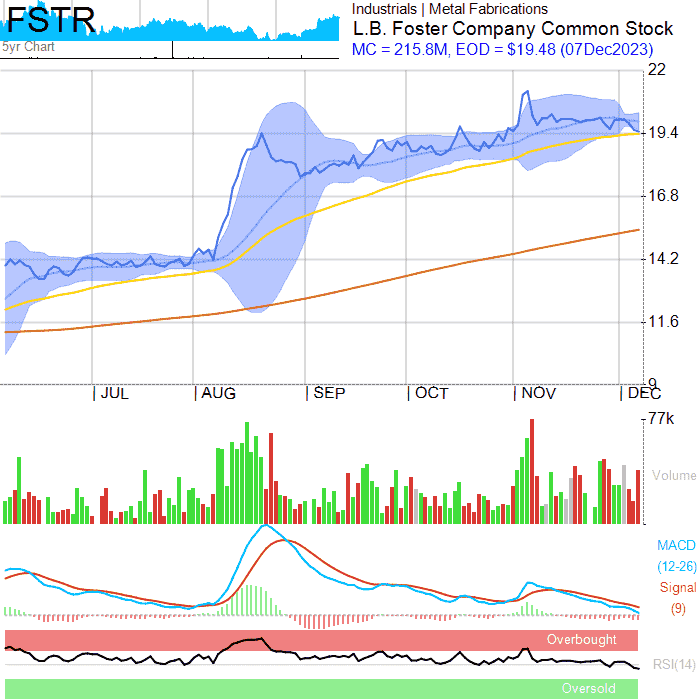 FSTR
5yr Chart
Industrials | Metal Fabrications
L.B. Foster Company Common Stock
MC = 215.8M, EOD = $19.48 (07Dec2023)
22
19.4
16.8
14.2
11.6
9
JUL AUG SEP OCT NOV DEC
77k
Volume
MACD
(12-26)
Signal
(9)
Overbought
RSI(14)
Oversold